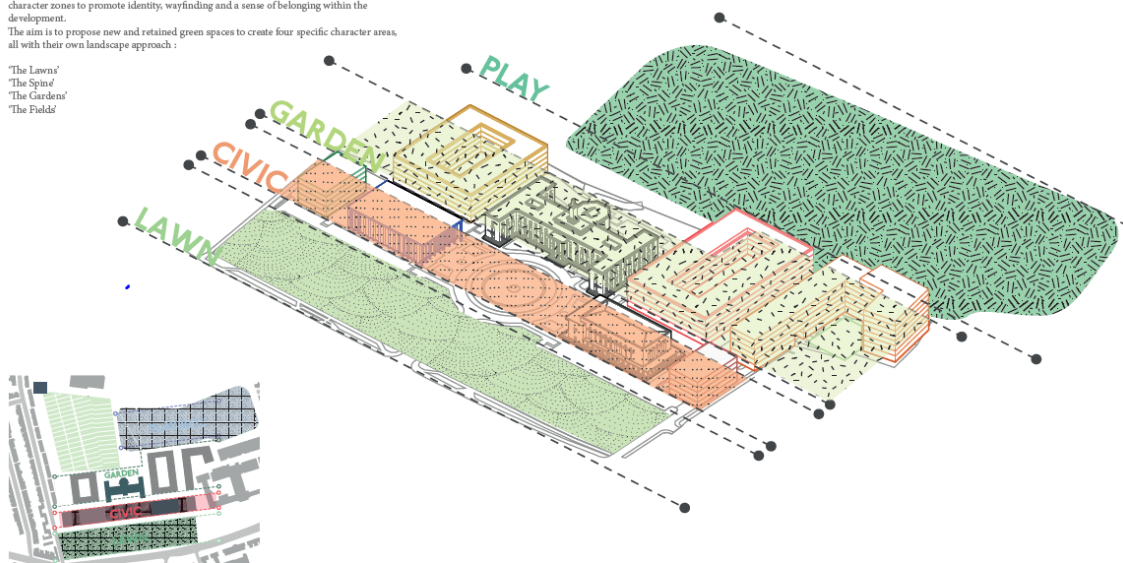 character zones to promote identity, wayfinding and a sense of belonging within the
development.
The aim is to propose new and retained green spaces to create four specific character areas,
all with their own landscape approach :
'The Lawns'
'The Spine'
'The Gardens'
'The Fields'
PLAY
GARDEN
CIVIC
LAWN
GARDEN
CIVIC